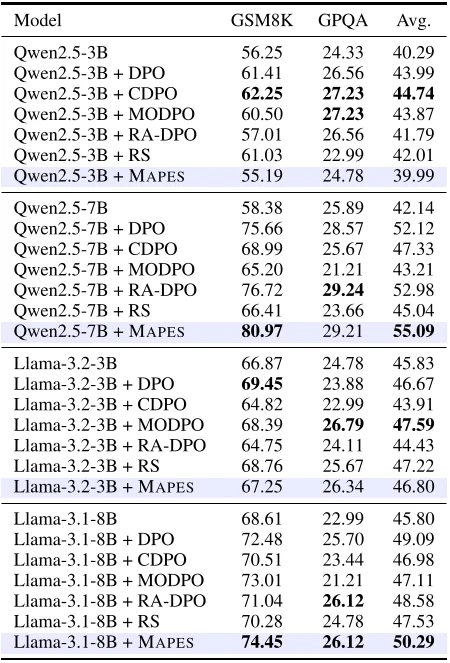 Model GSM8K GPQA Avg.
Qwen2.5-3B 56.25 24.33 40.29
Qwen2.5-3B + DPO 61.41 26.56 43.99
Qwen2.5-3B + CDPO 62.25 27.23 44.74
Qwen2.5-3B + MODPO 60.50 27.23 43.87
Qwen2.5-3B + RA-DPO 57.01 26.56 41.79
Qwen2.5-3B + RS 61.03 22.99 42.01
Qwen2.5-3B + MAPES 55.19 24.78 39.99
Qwen2.5-7B 58.38 25.89 42.14
Qwen2.5-7B + DPO 75.66 28.57 52.12
Qwen2.5-7B + CDPO 68.99 25.67 47.33
Qwen2.5-7B + MODPO 65.20 21.21 43.21
Qwen2.5-7B + RA-DPO 76.72 29.24 52.98
Qwen2.5-7B + RS 66.41 23.66 45.04
Qwen2.5-7B + MAPES 80.97 29.21 55.09
Llama-3.2-3B 66.87 24.78 45.83
Llama-3.2-3B + DPO 69.45 23.88 46.67
Llama-3.2-3B + CDPO 64.82 22.99 43.91
Llama-3.2-3B + MODPO 68.39 26.79 47.59
Llama-3.2-3B + RA-DPO 64.75 24.11 44.43
Llama-3.2-3B + RS 68.76 25.67 47.22
Llama-3.2-3B + MAPES 67.25 26.34 46.80
Llama-3.1-8B 68.61 22.99 45.80
Llama-3.1-8B + DPO 72.48 25.70 49.09
Llama-3.1-8B + CDPO 70.51 23.44 46.98
Llama-3.1-8B + MODPO 73.01 21.21 47.11
Llama-3.1-8B + RA-DPO 71.04 26.12 48.58
Llama-3.1-8B + RS 70.28 24.78 47.53
Llama-3.1-8B + MAPES 74.45 26.12 50.29